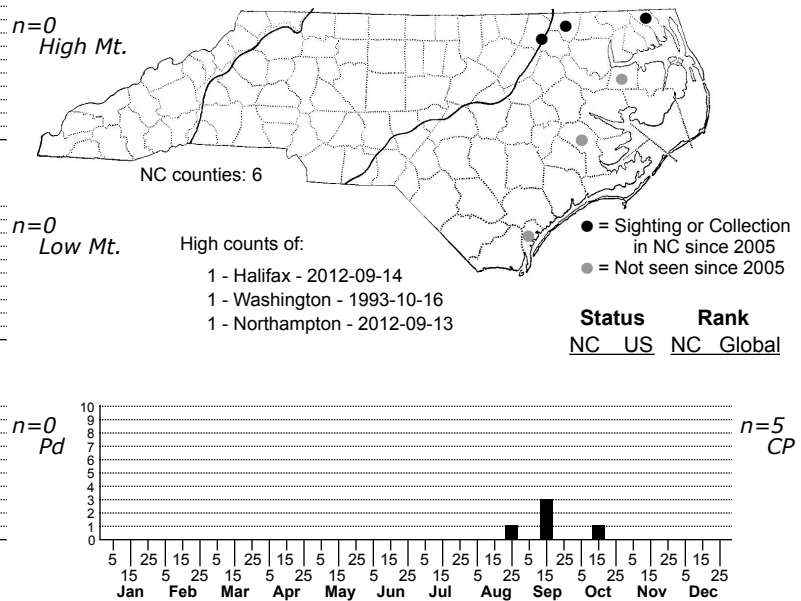 n=0
High Mt.
NC counties: 6
n=0
Low Mt.
High counts of:
1 - Halifax - 2012-09-14
1 - Washington - 1993-10-16
1 - Northampton - 2012-09-13
= Sighting or Collection
in NC since 2005
= Not seen since 2005
Status Rank
NC US NC Global
n=0
Pd
10
9
8
7
6
5
4
3
2
1
0
n=5
CP
5 25 15 5 25 15 5 25 15 5 25 15 5 25 15 5 25 15
15 5 25 15 5 25 15 5 25 15 5 25 15 5 25 15 5 25
Jan Feb Mar Apr May Jun Jul Aug Sep Oct Nov Dec